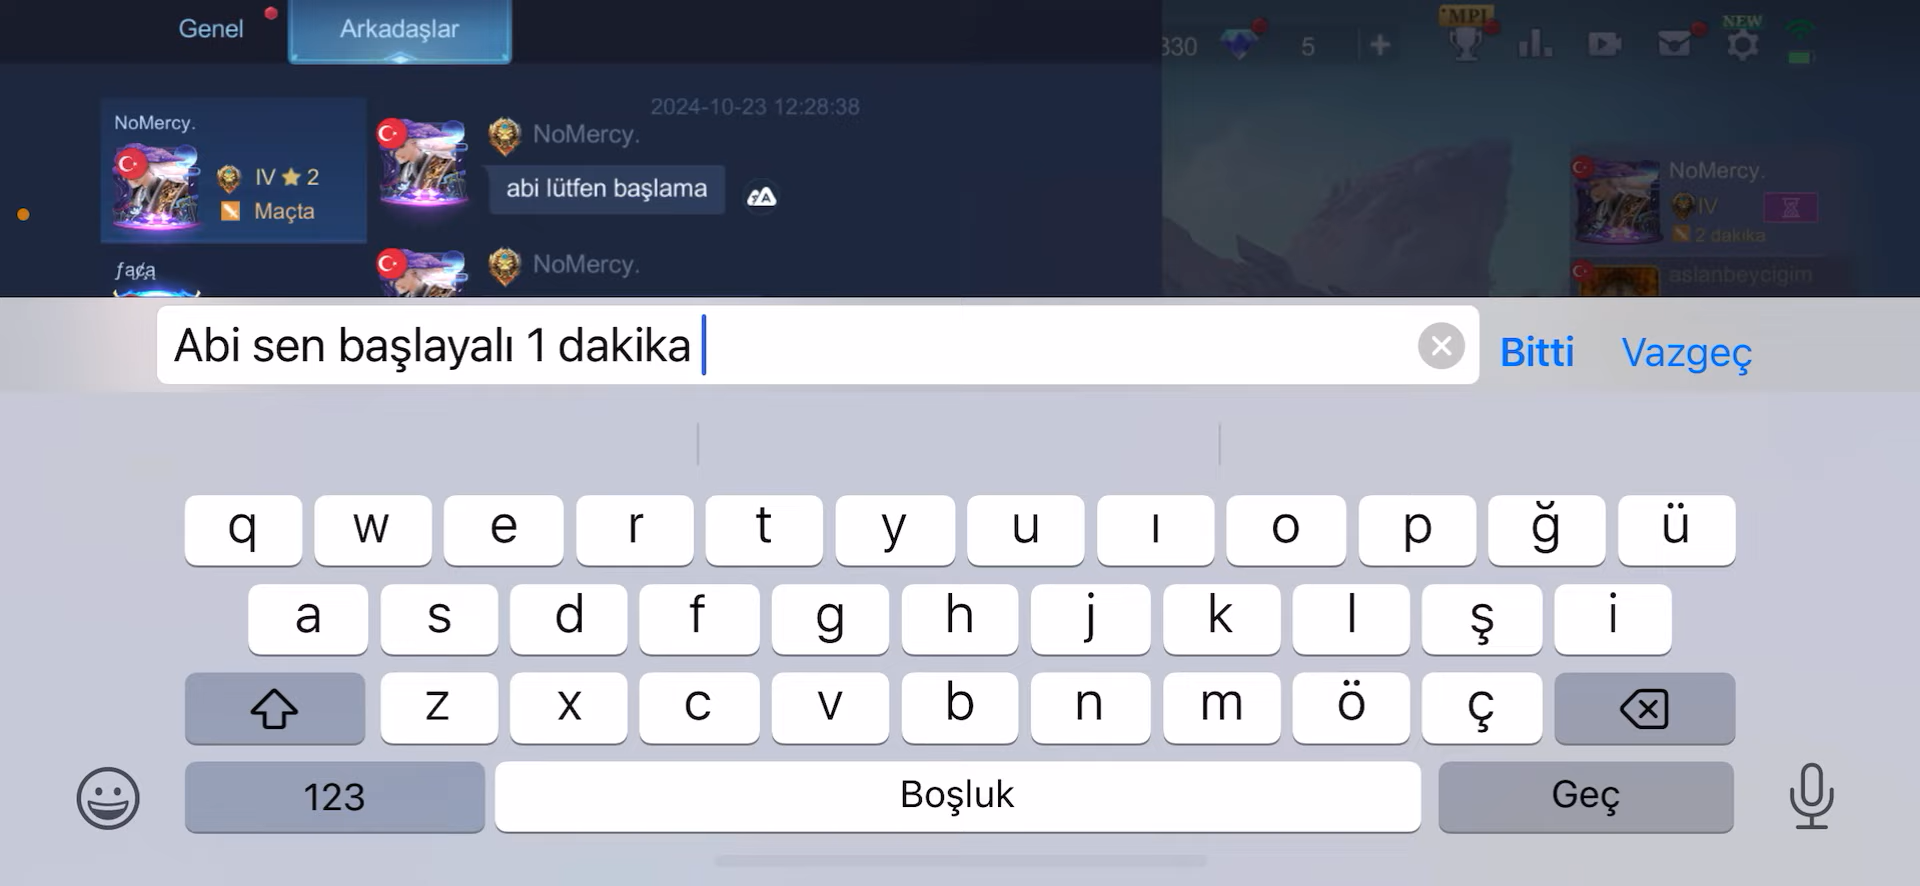 Genel
Arkadaşlar
330
5
MPL
NEW
2024-10-23 12:28:38
NoMercy.
IV ★ 2
Maçta
NoMercy.
abi lütfen başlama
NoMercy.
IV
2 dakika
NoMercy.
aslanbeycigim
Abi sen başlayalı 1 dakika
Bitti
Vazgeç
q w e r t y u ı o p ğ ü
a s d f g h j k l ş i
z x c v b n m ö ç
123
Boşluk
Geç